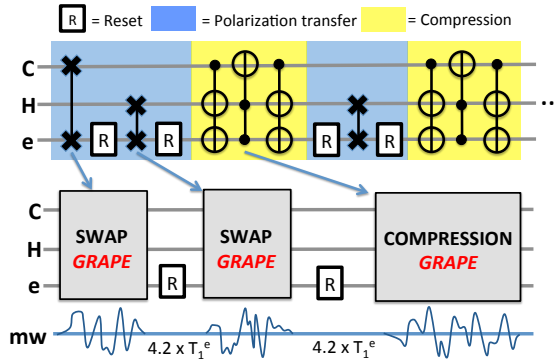 R = Reset = Polarization transfer = Compression
C
H
e R R R R ..
C
H
e
SWAP
GRAPE
SWAP
GRAPE
COMPRESSION
GRAPE
R R
mw 4.2 x T₁ᵉ 4.2 x T₁ᵉ